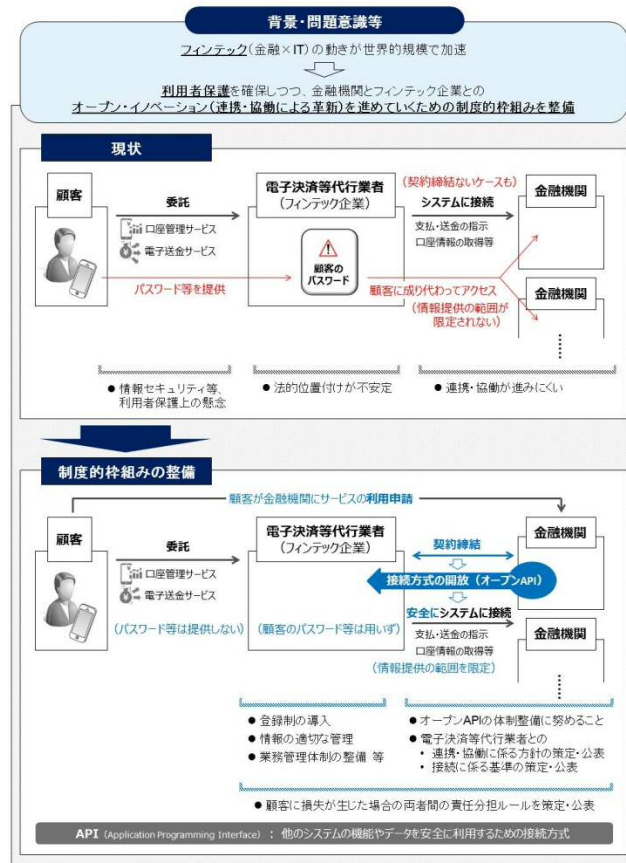 背景・問題意識等
フィンテック(金融×IT)の動きが世界的規模で加速
利用者保護を確保しつつ、金融機関とフィンテック企業との
オープン・イノベーション(連携・協働による革新)を進めていくための制度的枠組みを整備
現状
顧客
委託
口座管理サービス
電子送金サービス
パスワード等を提供
電子決済等代行業者
(フィンテック企業)
顧客の
パスワード
(契約締結ないケースも)
システムに接続
支払・送金の指示
口座情報の取得等
顧客に成り代わってアクセス
(情報提供の範囲が
限定されない)
金融機関
金融機関
● 情報セキュリティ等、
利用者保護上の懸念
● 法的位置付けが不安定
● 連携・協働が進みにくい
制度的枠組みの整備
顧客が金融機関にサービスの利用申請
顧客
委託
口座管理サービス
電子送金サービス
(パスワード等は提供しない)
電子決済等代行業者
(フィンテック企業)
(顧客のパスワード等は用いず)
契約締結
接続方式の開放(オープンAPI)
安全にシステムに接続
支払・送金の指示
口座情報の取得等
(情報提供の範囲を限定)
金融機関
金融機関
● 登録制の導入
● 情報の適切な管理
● 業務管理体制の整備 等
● オープンAPIの体制整備に努めること
● 電子決済等代行業者との
・ 連携・協働に係る方針の策定・公表
・ 接続に係る基準の策定・公表
● 顧客に損失が生じた場合の両者間の責任分担ルールを策定・公表
API (Application Programming Interface) : 他のシステムの機能やデータを安全に利用するための接続方式